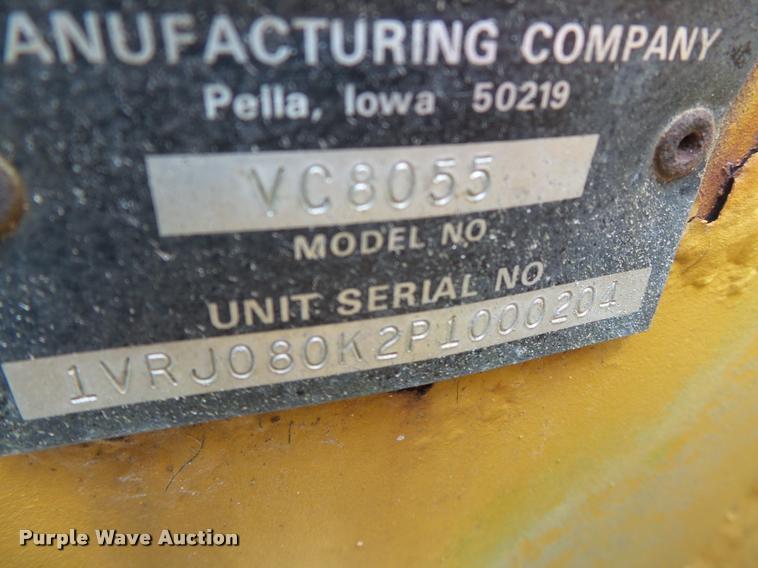 ANUFACTURING COMPANY
Pella, Iowa 50219
VC8055
MODEL NO.
UNIT SERIAL NO.
1VRJ080K2P1000204
Purple Wave Auction